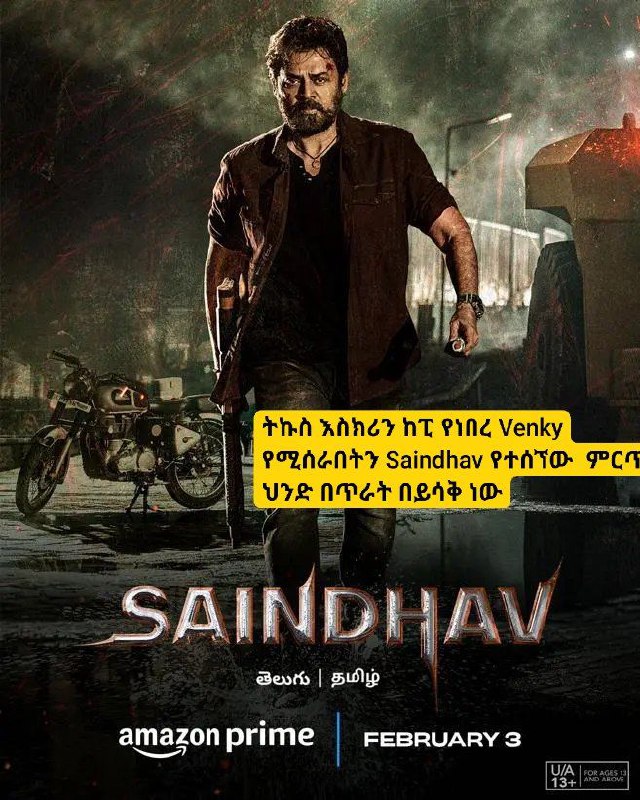 ትኩስ እስክሪን ከፒ የነበረ Venky
የሚሰራበትን Saindhav የተሰኘው ምርጥ
ህንድ በጥራት በይሳቅ ነው
SAINDHAV
తెలుగు | தமிழ்
amazon prime | FEBRUARY 3
U/A 13+ FOR AGES 13 AND ABOVE